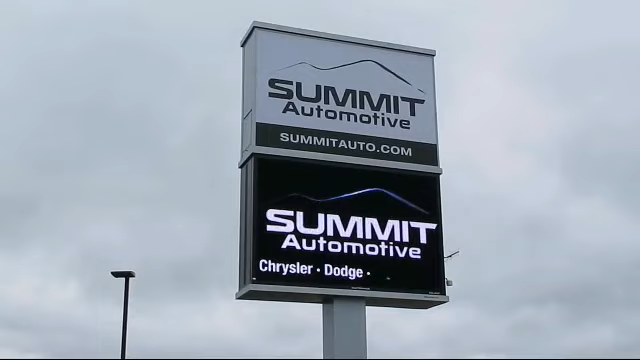 SUMMIT
Automotive
SUMMITAUTO.COM
SUMMIT
Automotive
Chrysler · Dodge ·